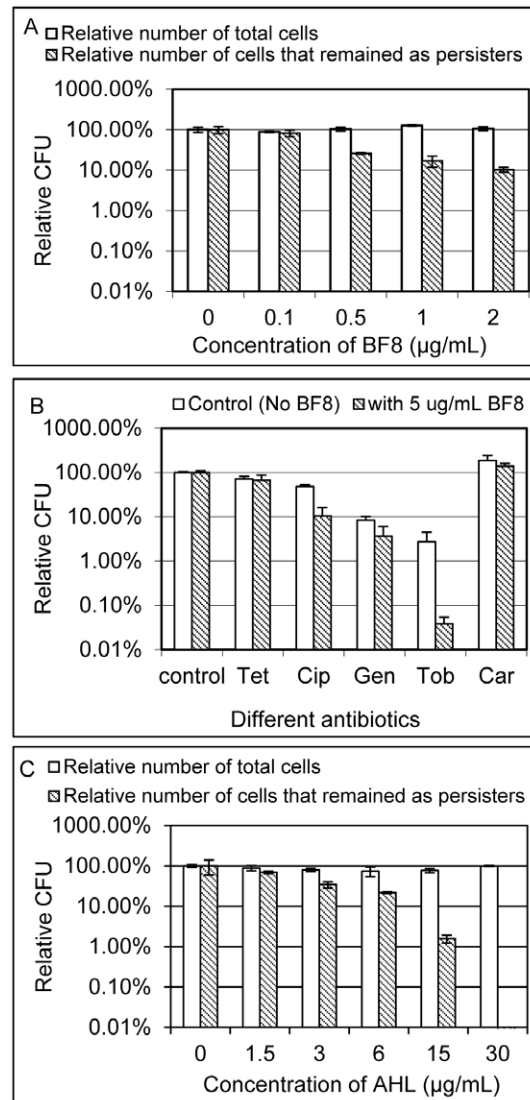 A
Relative number of total cells
Relative number of cells that remained as persisters
1000.00%
100.00%
10.00%
1.00%
0.10%
0.01%
Relative CFU
0 0.1 0.5 1 2
Concentration of BF8 (µg/mL)
B
Control (No BF8) with 5 ug/mL BF8
1000.00%
100.00%
10.00%
1.00%
0.10%
0.01%
Relative CFU
control Tet Cip Gen Tob Car
Different antibiotics
C Relative number of total cells
Relative number of cells that remained as persisters
1000.00%
100.00%
10.00%
1.00%
0.10%
0.01%
Relative CFU
0 1.5 3 6 15 30
Concentration of AHL (µg/mL)